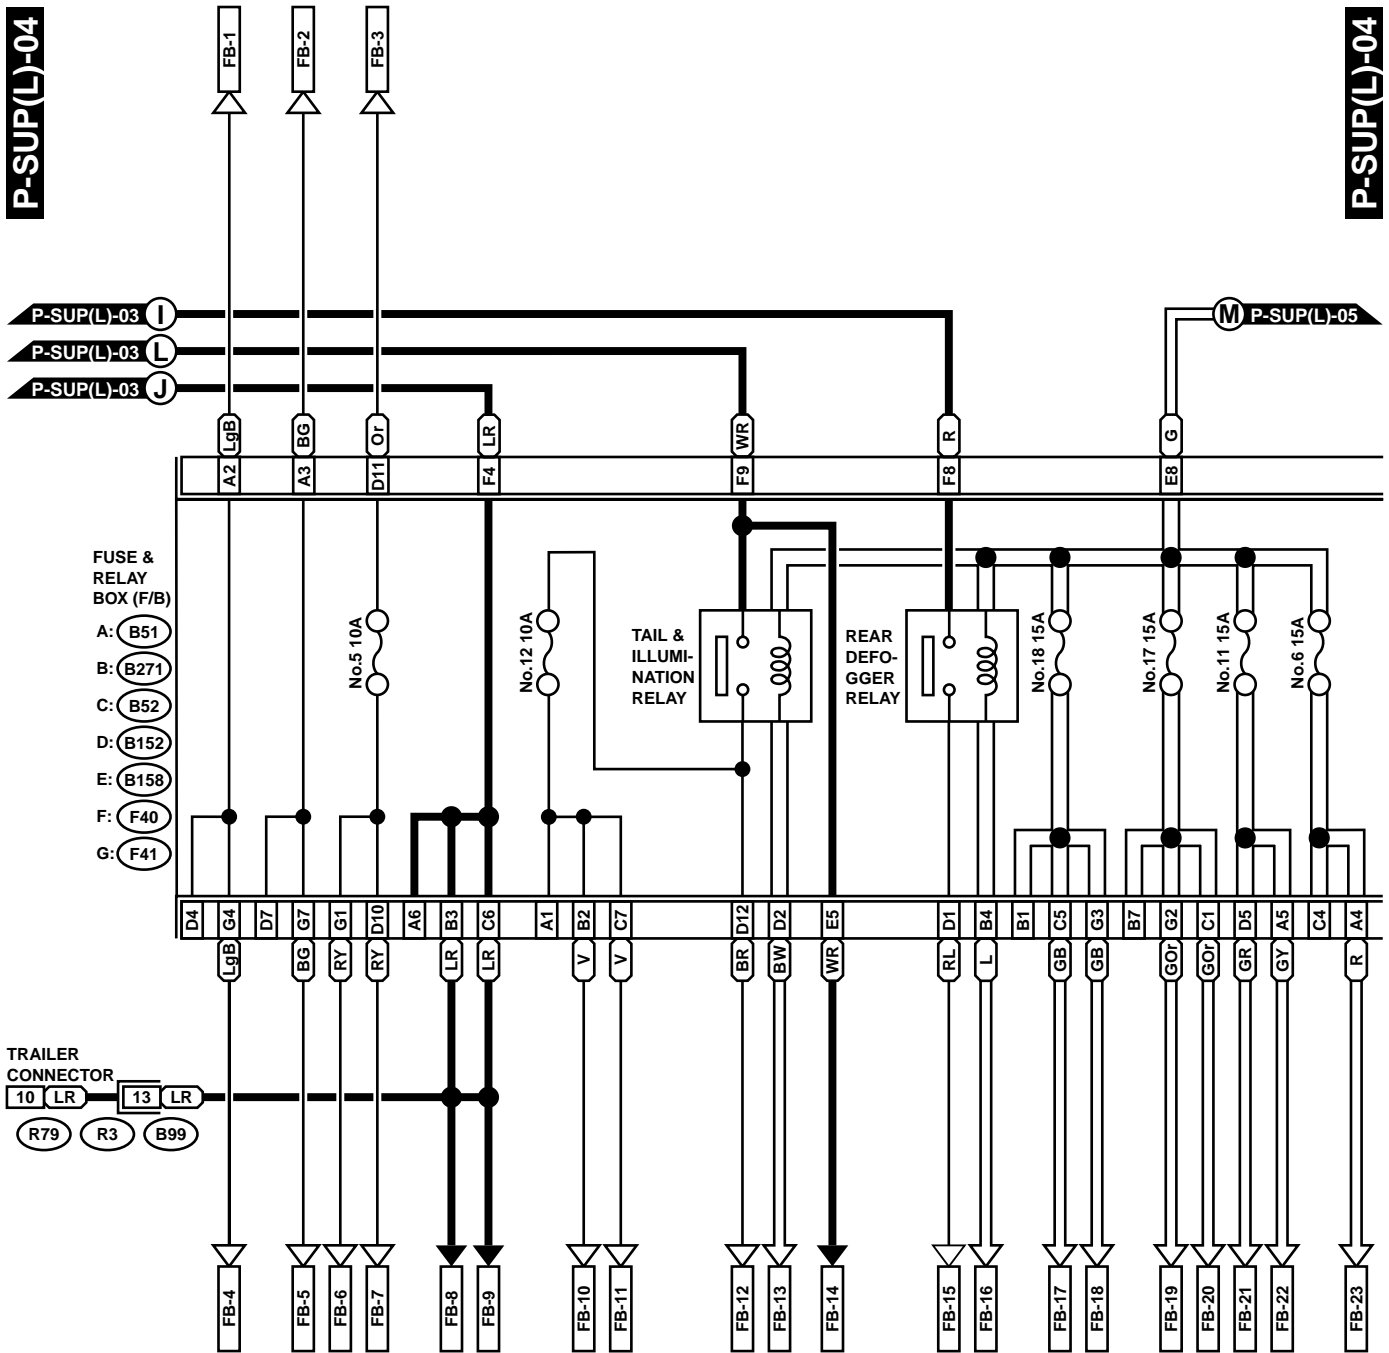 P-SUP(L)-04
P-SUP(L)-04
FB-1
FB-2
FB-3
P-SUP(L)-03 I
M P-SUP(L)-05
P-SUP(L)-03 L
P-SUP(L)-03 J
LgB
BG
Or
LR
WR
R
G
A2
A3
D11
F4
F9
F8
E8
FUSE &
RELAY
BOX (F/B)
A: B51
B: B271
C: B52
D: B152
E: B158
F: F40
G: F41
No.5 10A
No.12 10A
TAIL &
ILLUMI-
NATION
RELAY
REAR
DEFO-
GGER
RELAY
No.18 15A
No.17 15A
No.11 15A
No.6 15A
D4
G4
D7
G7
G1
D10
A6
B3
C6
A1
B2
C7
D12
D2
E5
D1
B4
B1
C5
G3
B7
G2
C1
D5
A5
C4
A4
LgB
BG
RY
RY
LR
LR
V
V
BR
BW
WR
RL
L
GB
GB
GOr
GOr
GR
GY
R
TRAILER
CONNECTOR
10 LR 13 LR
R79 R3 B99
FB-4
FB-5
FB-6
FB-7
FB-8
FB-9
FB-10
FB-11
FB-12
FB-13
FB-14
FB-15
FB-16
FB-17
FB-18
FB-19
FB-20
FB-21
FB-22
FB-23